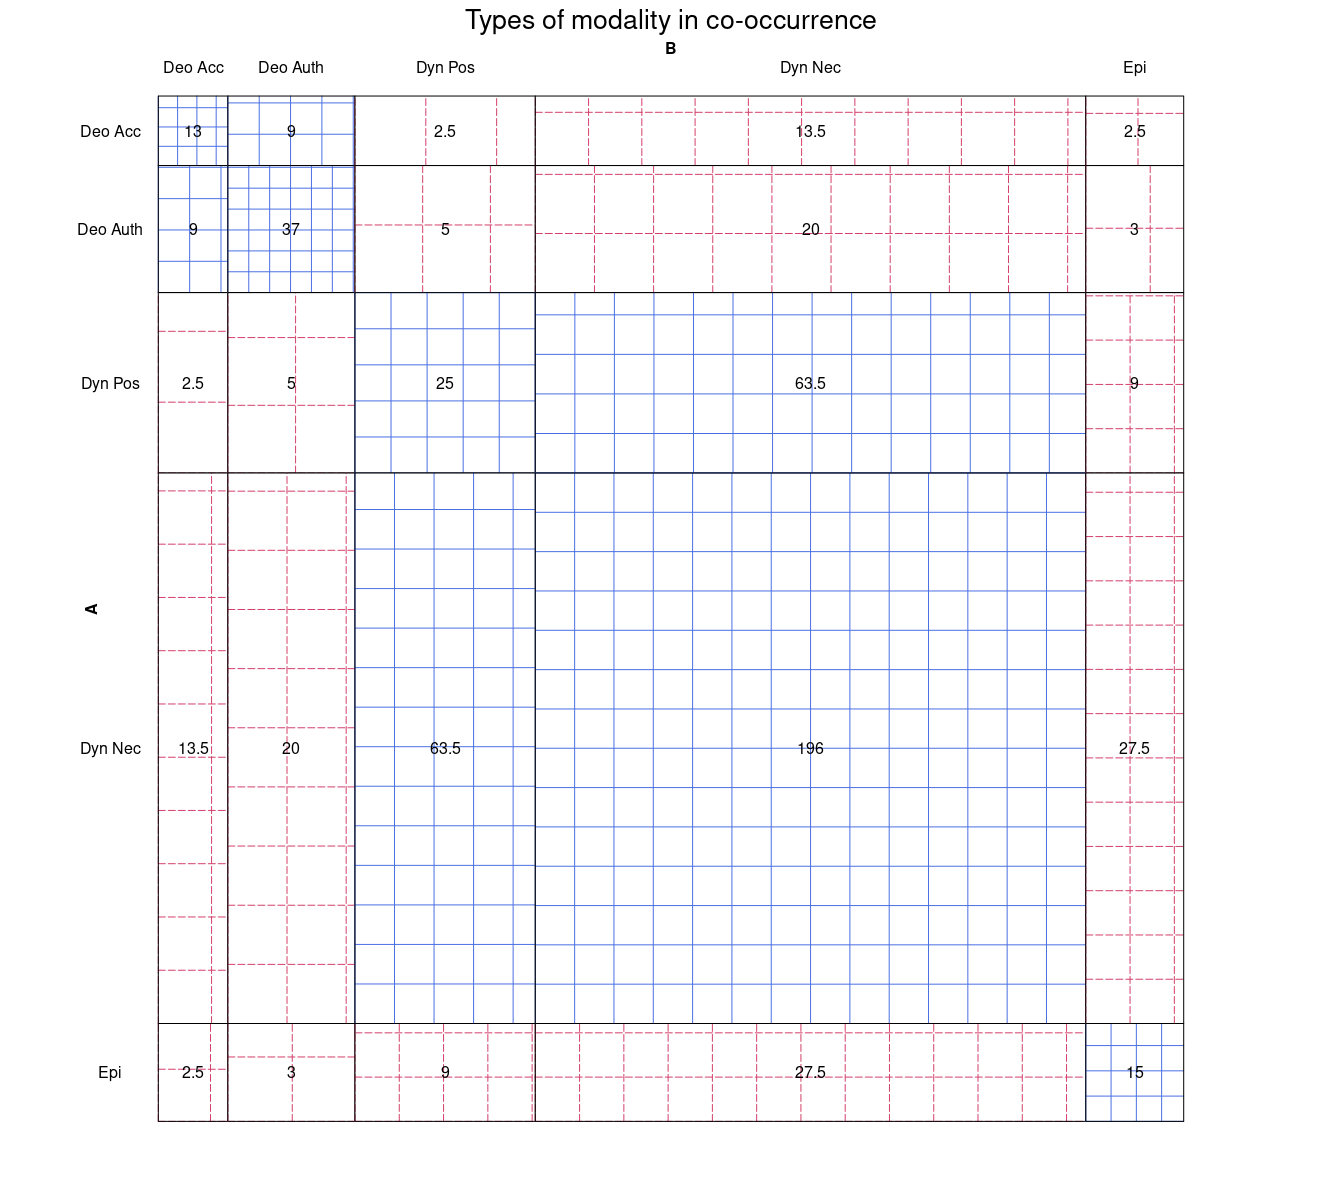 Types of modality in co-occurrence
B
Deo Acc Deo Auth Dyn Pos Dyn Nec Epi
Deo Acc 13 9 2.5 13.5 2.5
Deo Auth 9 37 5 20 3
Dyn Pos 2.5 5 25 63.5 9
A
Dyn Nec 13.5 20 63.5 196 27.5
Epi 2.5 3 9 27.5 15